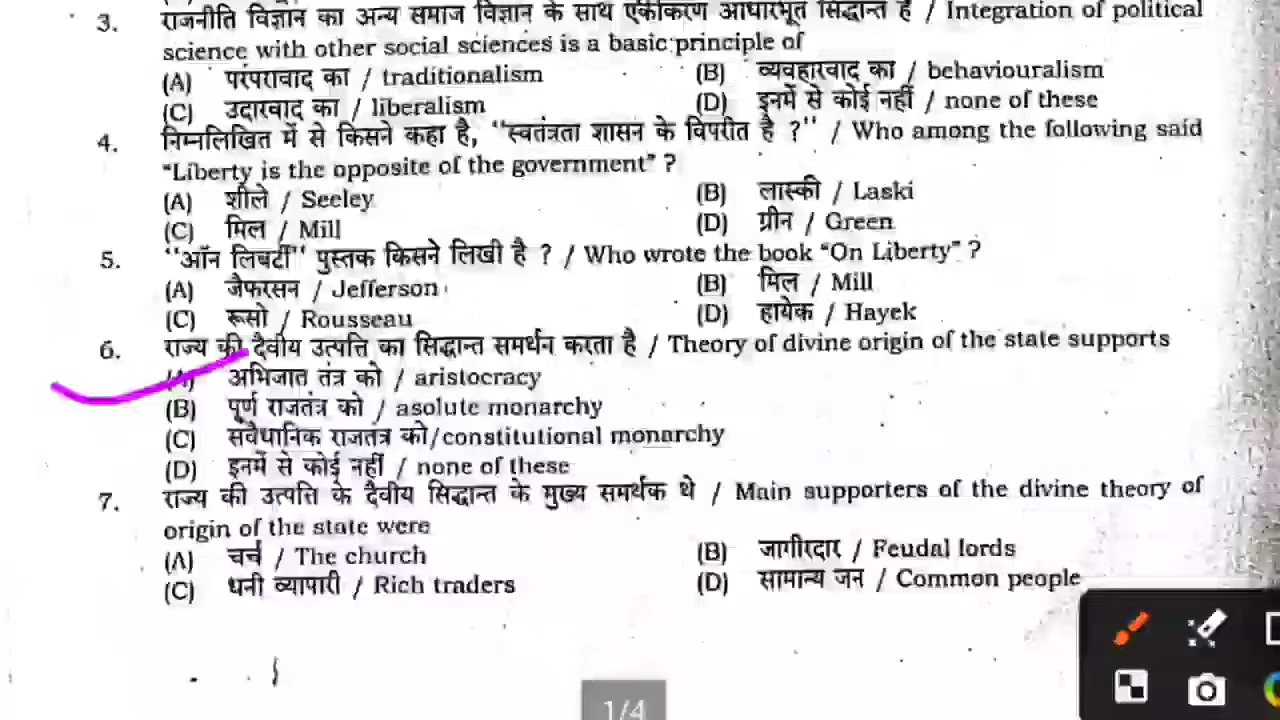 3. राजनीति विज्ञान का अन्य समाज विज्ञान के साथ एकीकरण आधारभूत सिद्धान्त है / Integration of political
science with other social sciences is a basic principle of
(A) परंपरावाद का / traditionalism (B) व्यवहारवाद का / behaviouralism
(C) उदारवाद का / liberalism (D) इनमें से कोई नहीं / none of these
4. निम्नलिखित में से किसने कहा है, "स्वतंत्रता शासन के विपरीत है ?" / Who among the following said
"Liberty is the opposite of the government" ?
(A) शीले / Seeley (B) लास्की / Laski
(C) मिल / Mill (D) ग्रीन / Green
5. "ऑन लिबर्टी" पुस्तक किसने लिखी है ? / Who wrote the book "On Liberty" ?
(A) जैफरसन / Jefferson (B) मिल / Mill
(C) रूसो / Rousseau (D) हायेक / Hayek
6. राज्य की दैवीय उत्पत्ति का सिद्धान्त समर्थन करता है / Theory of divine origin of the state supports
(A) अभिजात तंत्र को / aristocracy
(B) पूर्ण राजतंत्र को / asolute monarchy
(C) संवैधानिक राजतंत्र को/constitutional monarchy
(D) इनमें से कोई नहीं / none of these
7. राज्य की उत्पत्ति के दैवीय सिद्धान्त के मुख्य समर्थक थे / Main supporters of the divine theory of
origin of the state were
(A) चर्च / The church (B) जागीरदार / Feudal lords
(C) धनी व्यापारी / Rich traders (D) सामान्य जन / Common people
1/4